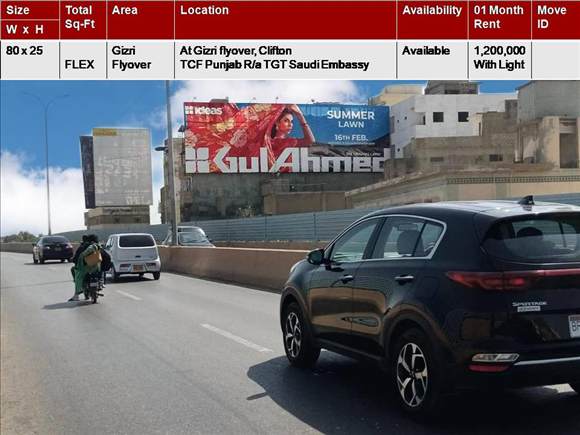 Size Total Area Location Availability 01 Month Move
W x H Sq-Ft Rent ID
80 x 25 Gizri At Gizri flyover, Clifton Available 1,200,000
FLEX Flyover TCF Punjab R/a TGT Saudi Embassy With Light
ideas
SUMMER
LAWN
16TH FEB.
GulAhmed
SPORTAGE